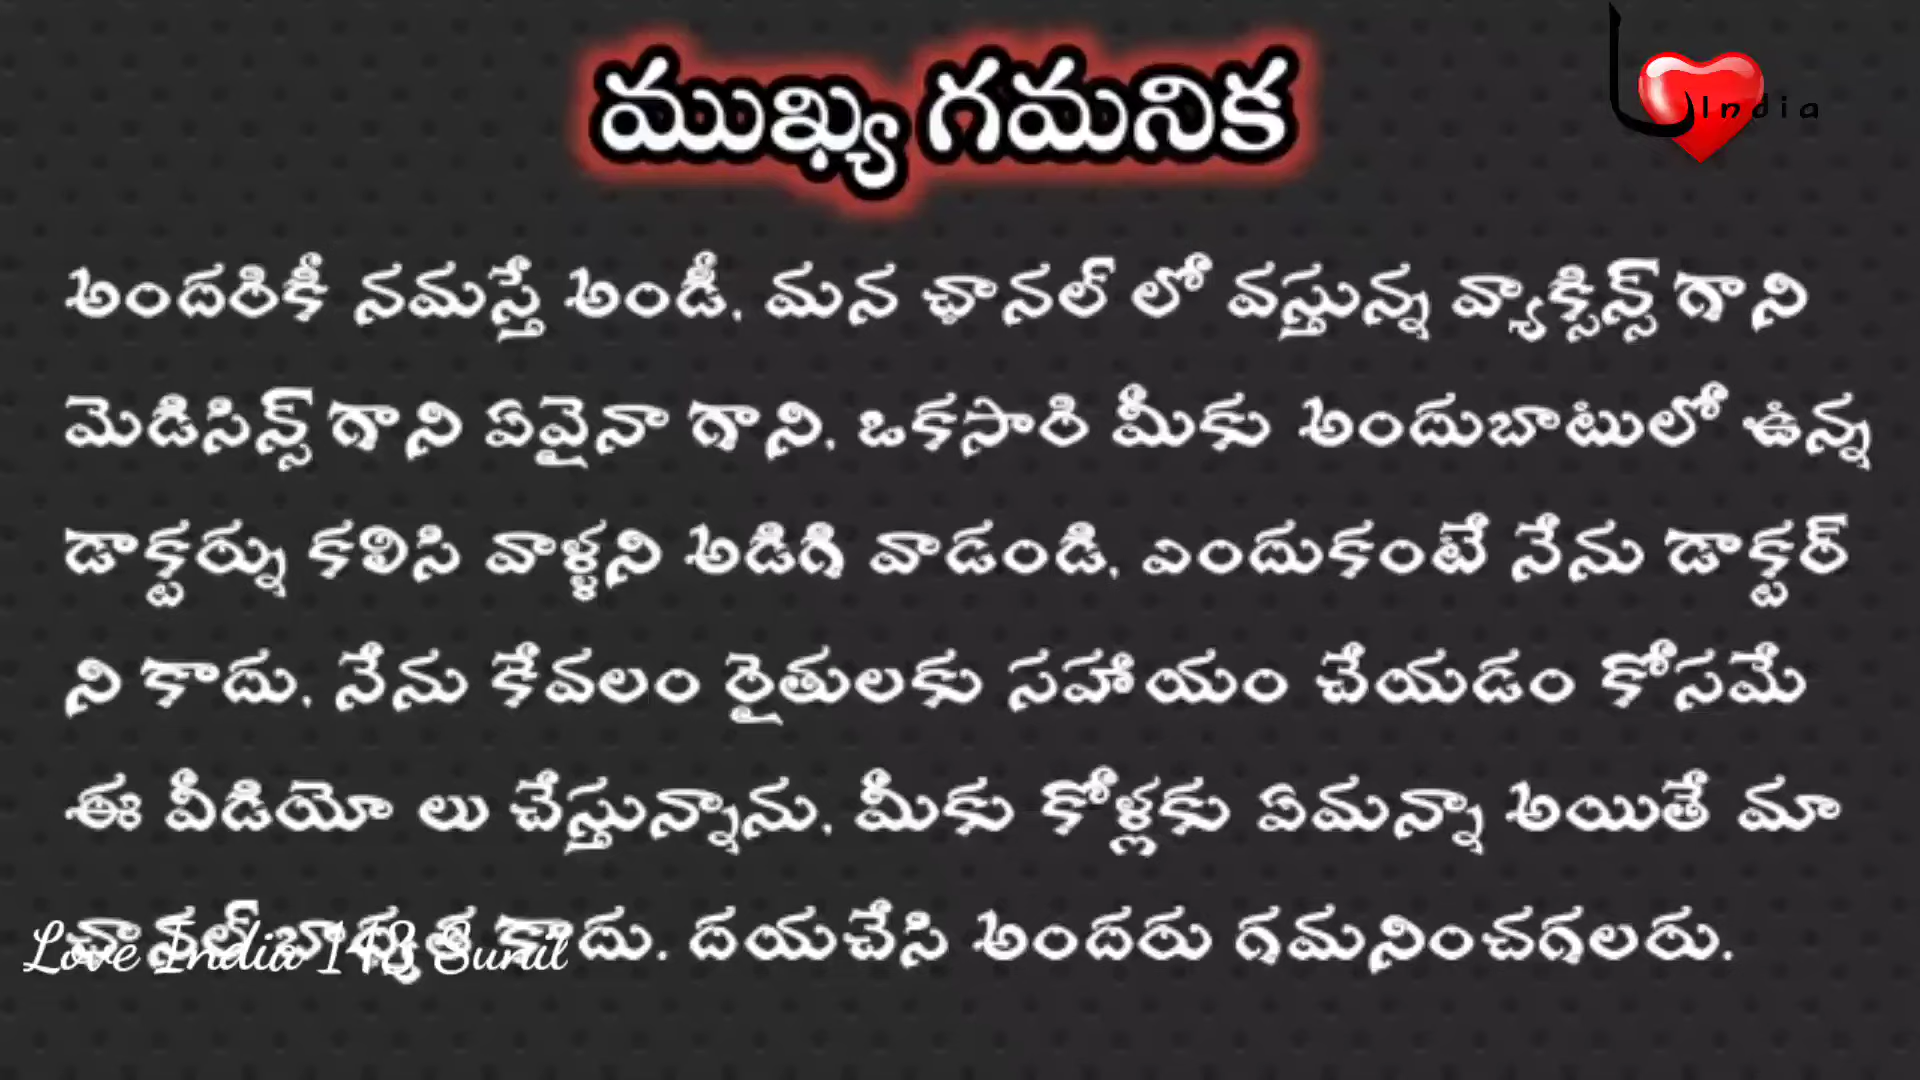 ముఖ్య గమనిక
India
అందరికీ నమస్తే అండీ. మన ఛానల్ లో వస్తున్న వ్యాక్సిన్స్ గాని
మెడిసిన్స్ గాని ఏవైనా గాని, ఒకసారి మీకు అందుబాటులో ఉన్న
డాక్టర్ను కలిసి వాళ్ళని అడిగి వాడండి, ఎందుకంటే నేను డాక్టర్
ని కాదు. నేను కేవలం రైతులకు సహాయం చేయడం కోసమే
ఈ వీడియో లు చేస్తున్నాను. మీకు కోళ్లకు ఏమన్నా అయితే మా
కాదు. దయచేసి అందరు గమనించగలరు.
Love India 143 Sunil